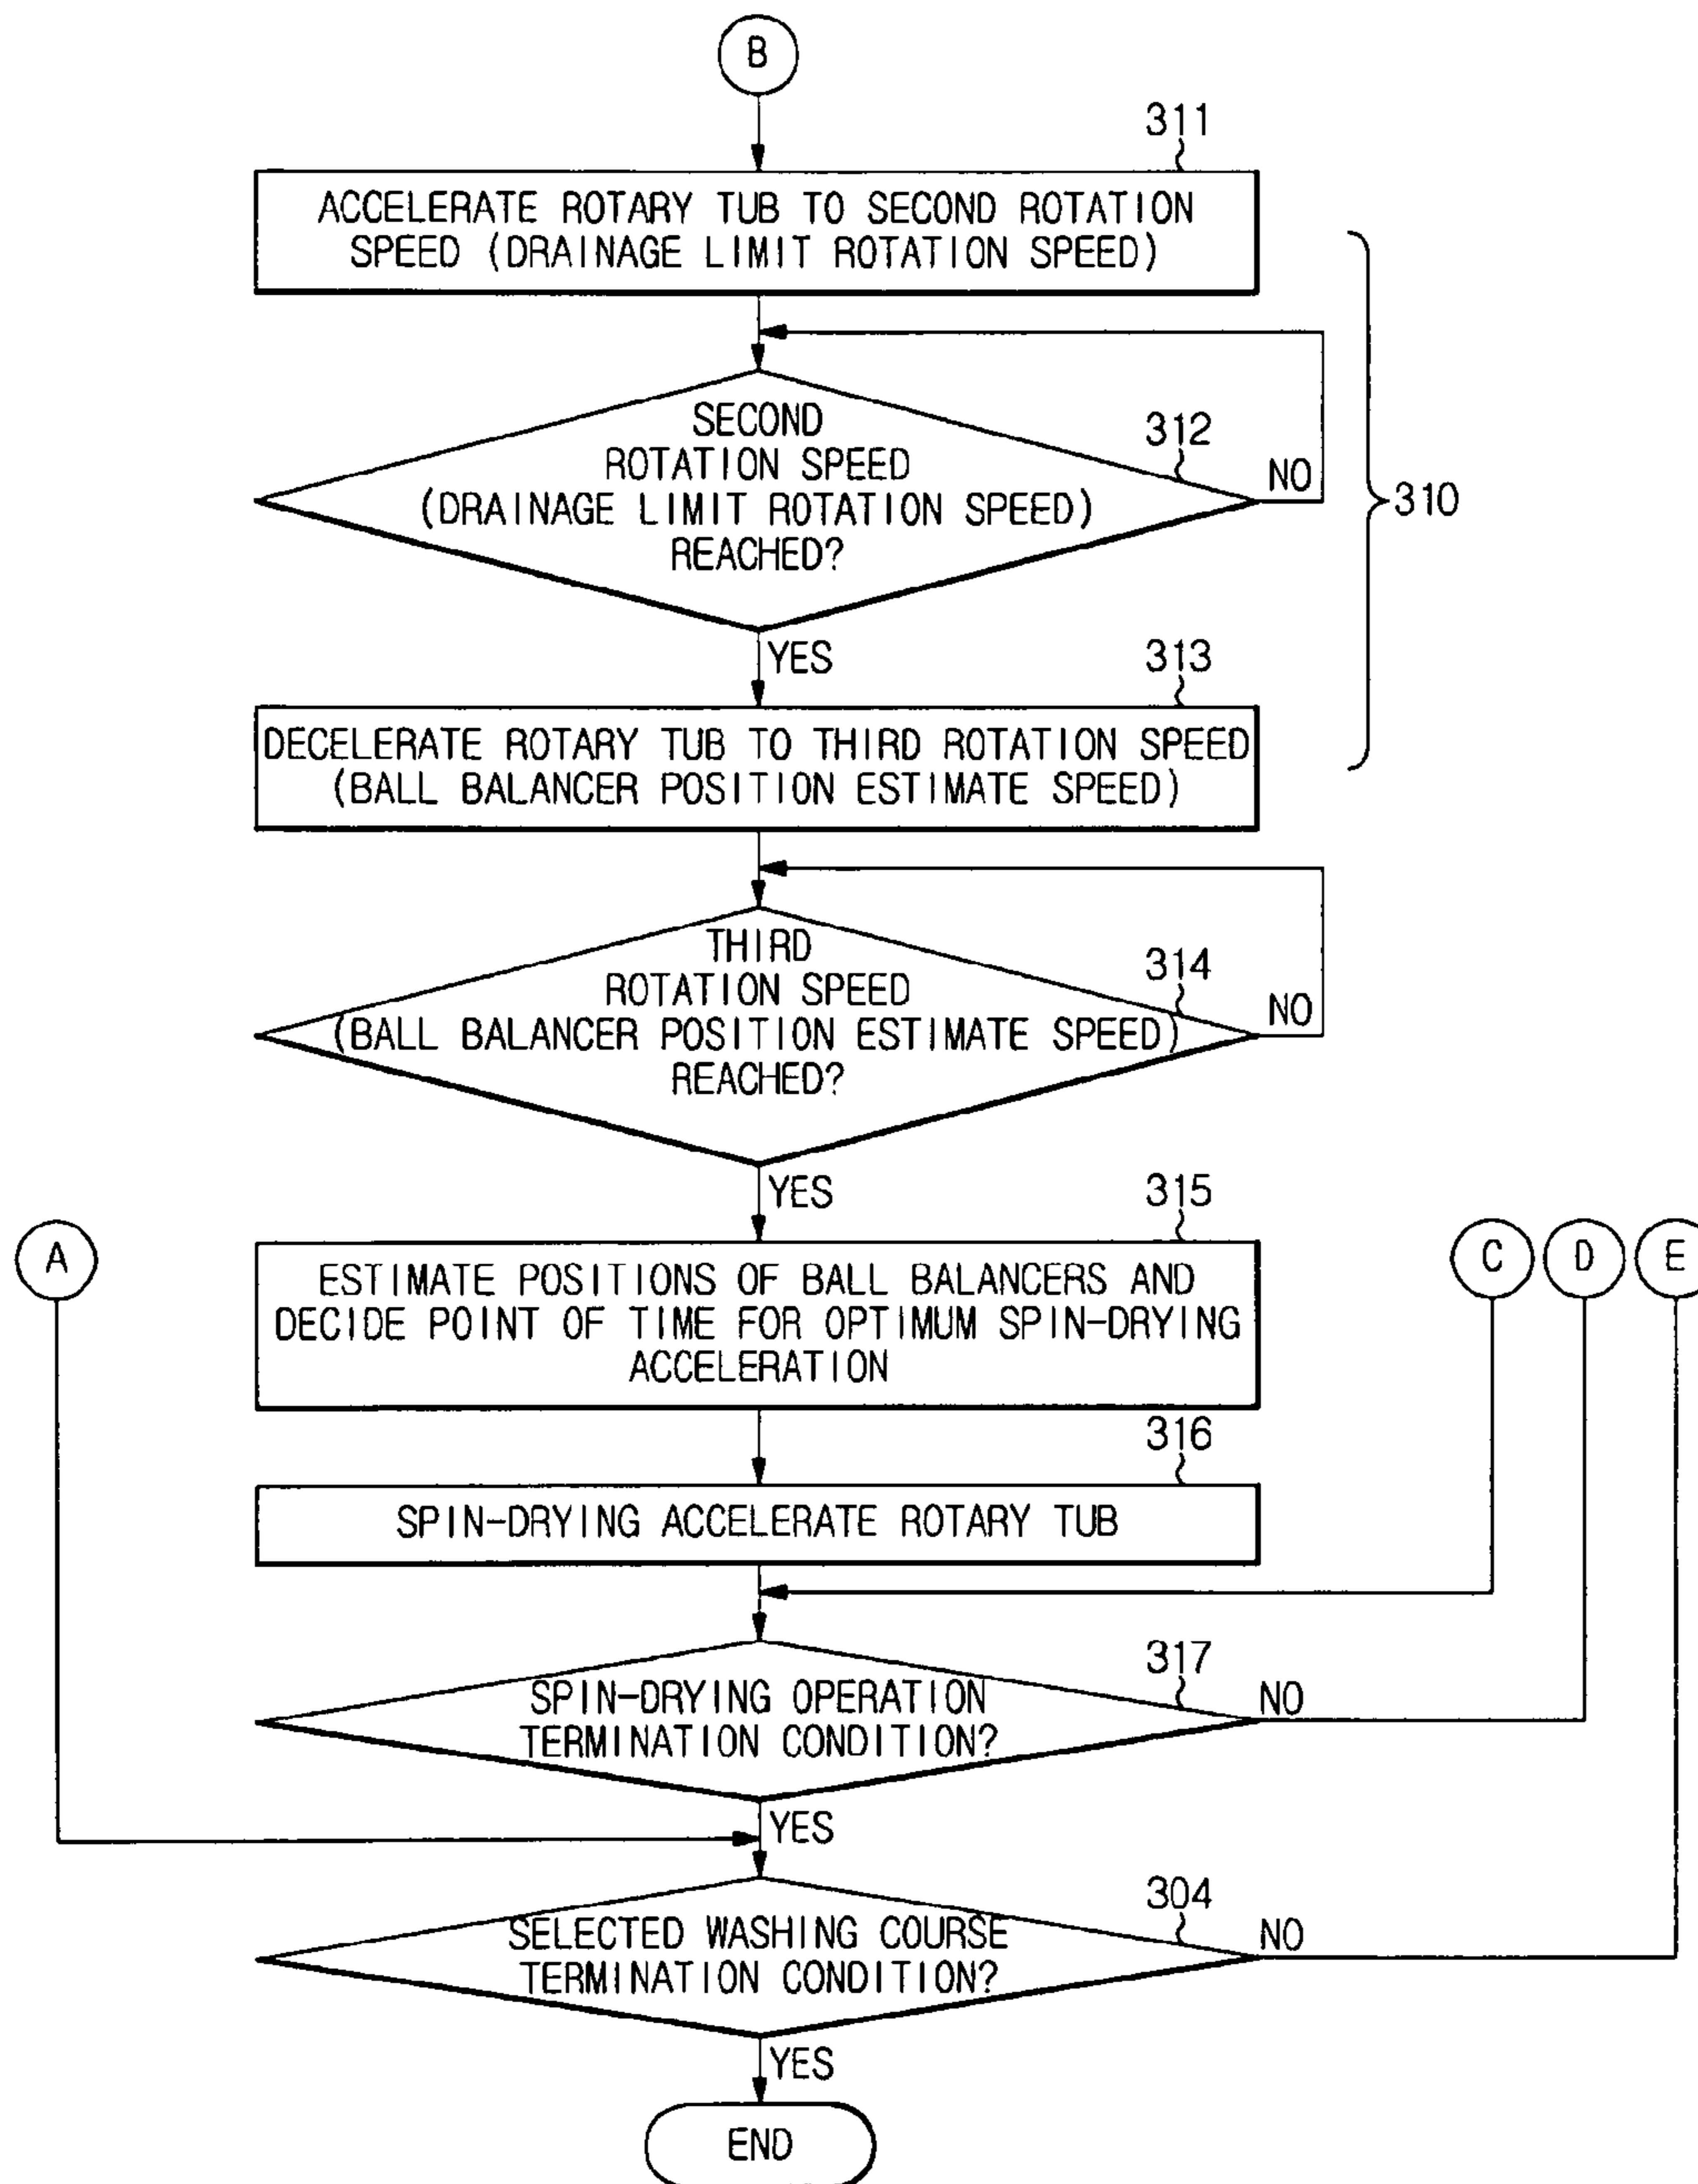 B
311
ACCELERATE ROTARY TUB TO SECOND ROTATION
SPEED (DRAINAGE LIMIT ROTATION SPEED)
SECOND
ROTATION SPEED
(DRAINAGE LIMIT ROTATION SPEED)
REACHED?
312
NO
310
YES
313
DECELERATE ROTARY TUB TO THIRD ROTATION SPEED
(BALL BALANCER POSITION ESTIMATE SPEED)
THIRD
ROTATION SPEED
(BALL BALANCER POSITION ESTIMATE SPEED)
REACHED?
314
NO
YES
315
A
C
D
E
ESTIMATE POSITIONS OF BALL BALANCERS AND
DECIDE POINT OF TIME FOR OPTIMUM SPIN-DRYING
ACCELERATION
316
SPIN-DRYING ACCELERATE ROTARY TUB
317
SPIN-DRYING OPERATION
TERMINATION CONDITION?
NO
YES
304
SELECTED WASHING COURSE
TERMINATION CONDITION?
NO
YES
END